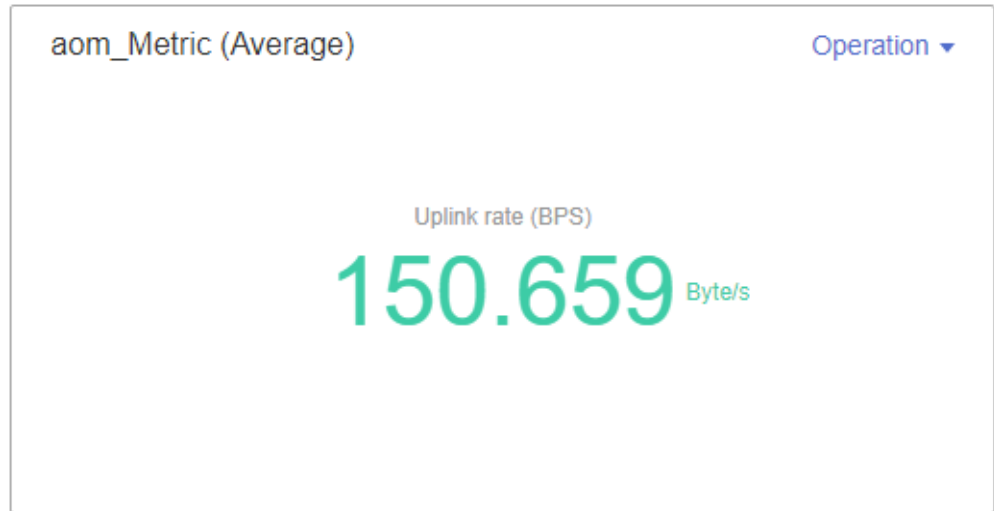 aom_Metric (Average)
Operation
Uplink rate (BPS)
150.659 Byte/s